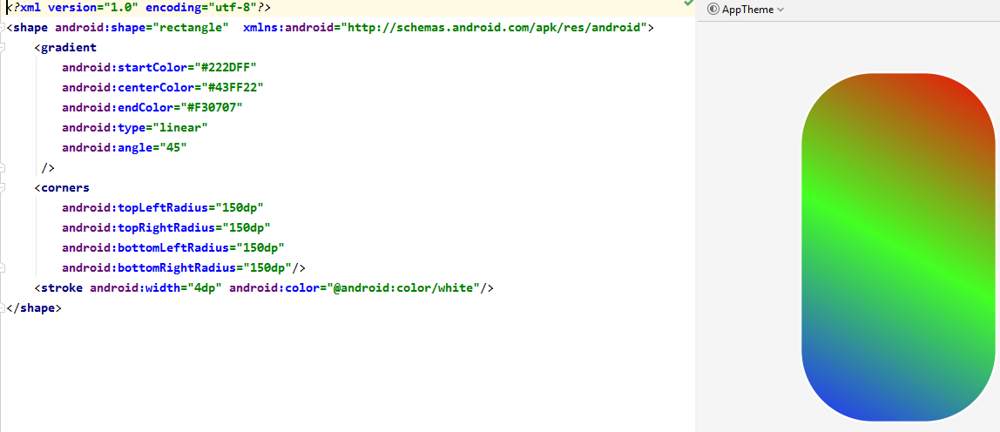 <?xml version="1.0" encoding="utf-8"?>
AppTheme
<shape android:shape="rectangle"  xmlns:android="http://schemas.android.com/apk/res/android">
    <gradient
        android:startColor="#222DFF"
        android:centerColor="#43FF22"
        android:endColor="#F30707"
        android:type="linear"
        android:angle="45"
     />
    <corners
        android:topLeftRadius="150dp"
        android:topRightRadius="150dp"
        android:bottomLeftRadius="150dp"
        android:bottomRightRadius="150dp"/>
    <stroke android:width="4dp" android:color="@android:color/white"/>
</shape>